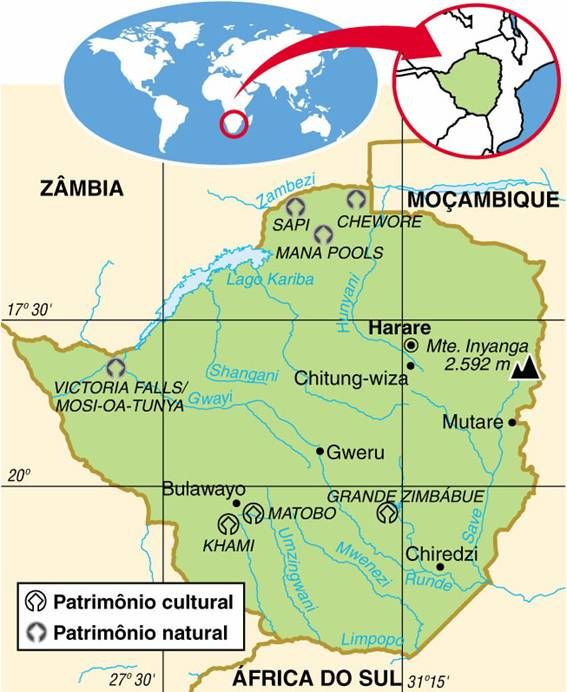 ZÂMBIA
Zambezi
MOÇAMBIQUE
SAPI
CHEWORE
MANA POOLS
Lago Kariba
Hunyani
17º 30'
Harare
Mte. Inyanga
2.592 m
Chitung-wiza
VICTORIA FALLS/
MOSI-OA-TUNYA
Shangani
Gwayi
Mutare
Gweru
20º
Bulawayo
GRANDE ZIMBÁBUE
MATOBO
KHAMI
Save
Umzingwani
Mwenezi
Chiredzi
Runde
Patrimônio cultural
Patrimônio natural
Limpopo
27º 30'
ÁFRICA DO SUL
31º15'